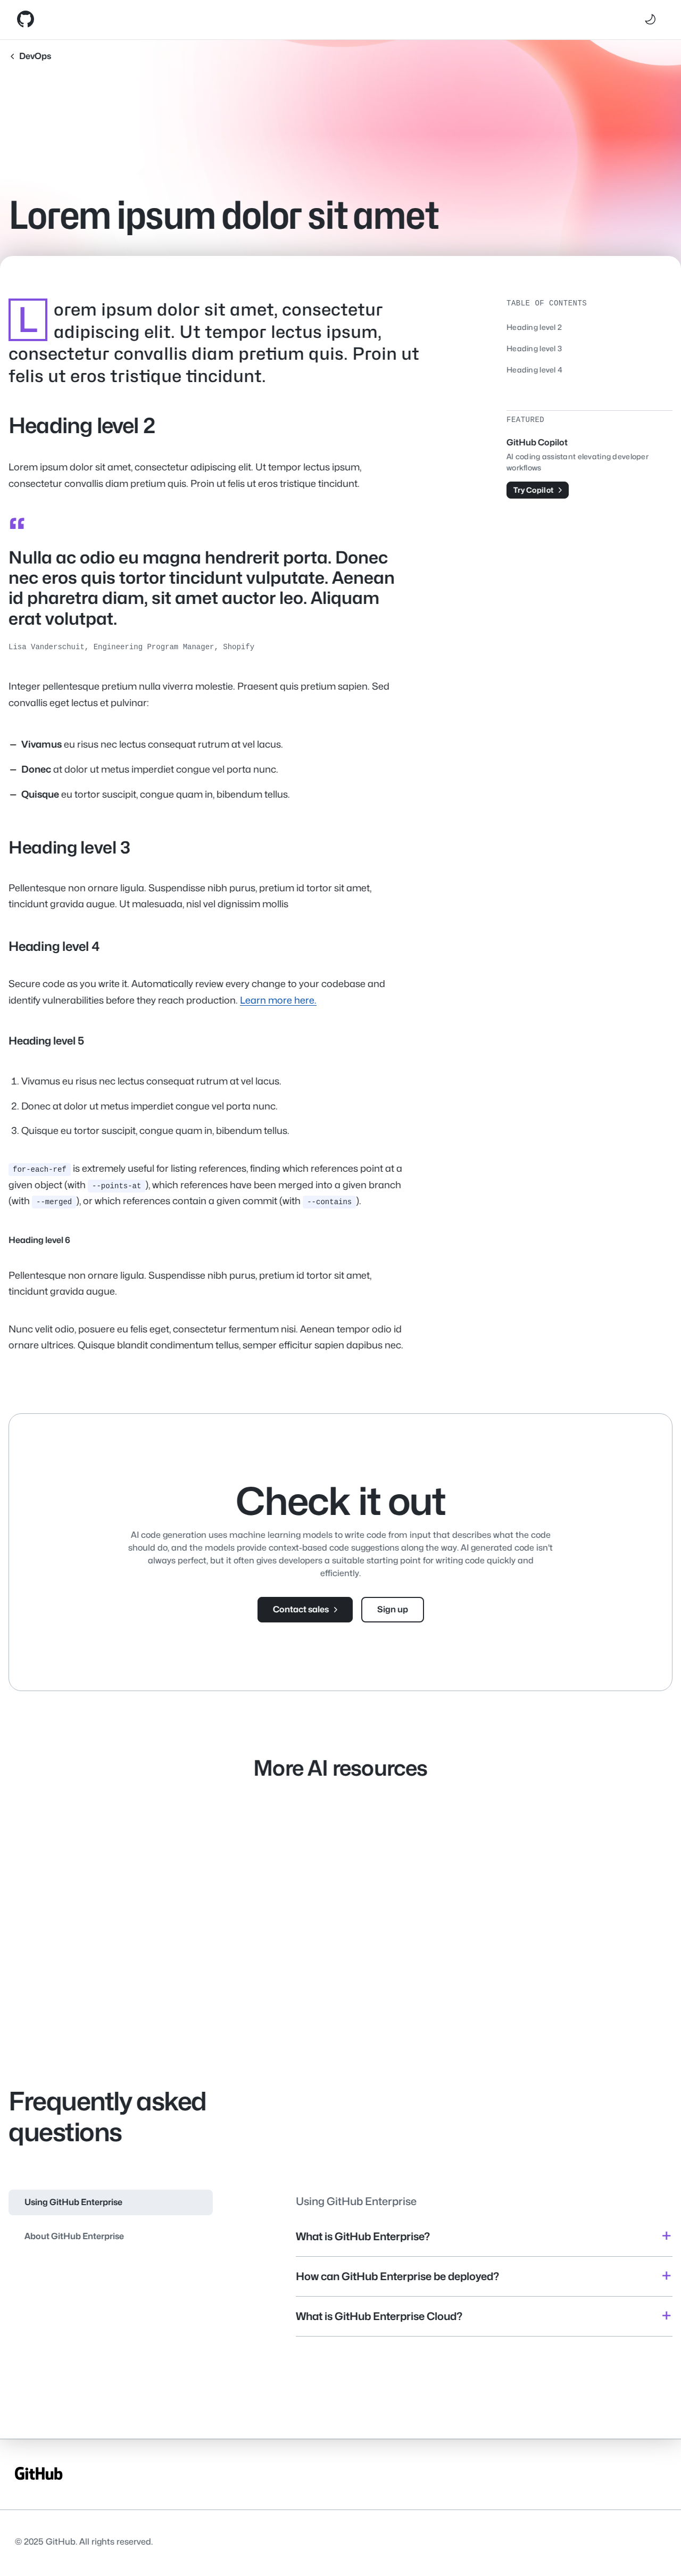 DevOps
Lorem ipsum dolor sit amet
Lorem ipsum dolor sit amet, consectetur
adipiscing elit. Ut tempor lectus ipsum,
consectetur convallis diam pretium quis. Proin ut
felis ut eros tristique tincidunt.
TABLE OF CONTENTS
Heading level 2
Heading level 3
Heading level 4
FEATURED
GitHub Copilot
AI coding assistant elevating developer
workflows
Try Copilot
Heading level 2
Lorem ipsum dolor sit amet, consectetur adipiscing elit. Ut tempor lectus ipsum,
consectetur convallis diam pretium quis. Proin ut felis ut eros tristique tincidunt.
“
Nulla ac odio eu magna hendrerit porta. Donec
nec eros quis tortor tincidunt vulputate. Aenean
id pharetra diam, sit amet auctor leo. Aliquam
erat volutpat.
Lisa Vanderschuit, Engineering Program Manager, Shopify
Integer pellentesque pretium nulla viverra molestie. Praesent quis pretium sapien. Sed
convallis eget lectus et pulvinar:
— Vivamus eu risus nec lectus consequat rutrum at vel lacus.
— Donec at dolor ut metus imperdiet congue vel porta nunc.
— Quisque eu tortor suscipit, congue quam in, bibendum tellus.
Heading level 3
Pellentesque non ornare ligula. Suspendisse nibh purus, pretium id tortor sit amet,
tincidunt gravida augue. Ut malesuada, nisl vel dignissim mollis
Heading level 4
Secure code as you write it. Automatically review every change to your codebase and
identify vulnerabilities before they reach production. Learn more here.
Heading level 5
1. Vivamus eu risus nec lectus consequat rutrum at vel lacus.
2. Donec at dolor ut metus imperdiet congue vel porta nunc.
3. Quisque eu tortor suscipit, congue quam in, bibendum tellus.
for-each-ref is extremely useful for listing references, finding which references point at a
given object (with --points-at ), which references have been merged into a given branch
(with --merged ), or which references contain a given commit (with --contains ).
Heading level 6
Pellentesque non ornare ligula. Suspendisse nibh purus, pretium id tortor sit amet,
tincidunt gravida augue.
Nunc velit odio, posuere eu felis eget, consectetur fermentum nisi. Aenean tempor odio id
ornare ultrices. Quisque blandit condimentum tellus, semper efficitur sapien dapibus nec.
Check it out
AI code generation uses machine learning models to write code from input that describes what the code
should do, and the models provide context-based code suggestions along the way. AI generated code isn't
always perfect, but it often gives developers a suitable starting point for writing code quickly and
efficiently.
Contact sales
Sign up
More AI resources
Frequently asked
questions
Using GitHub Enterprise
About GitHub Enterprise
Using GitHub Enterprise
What is GitHub Enterprise?
How can GitHub Enterprise be deployed?
What is GitHub Enterprise Cloud?
GitHub
© 2025 GitHub. All rights reserved.